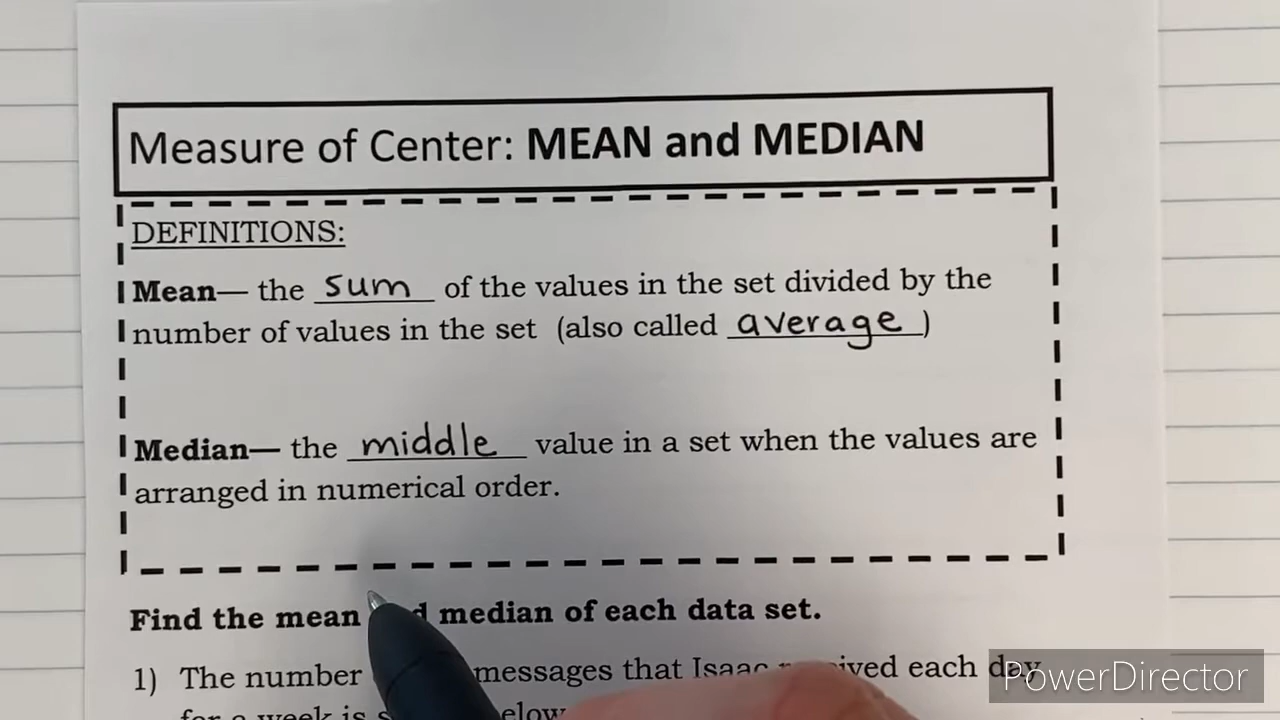 Measure of Center: MEAN and MEDIAN
DEFINITIONS:
Mean— the sum of the values in the set divided by the
number of values in the set (also called average)
Median— the middle value in a set when the values are
arranged in numerical order.
Find the mean median of each data set.
1) The number messages that Isaac each day
for a week is
PowerDirector